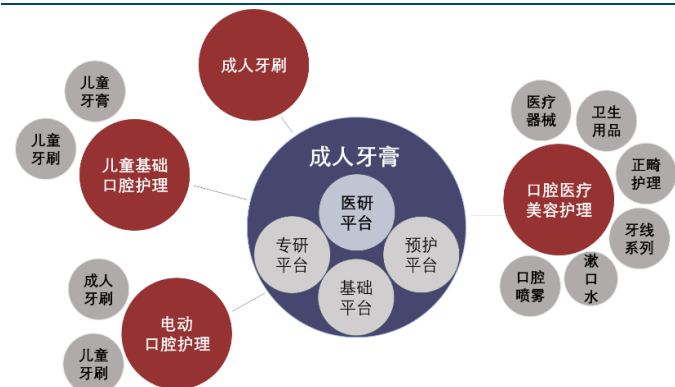 成人牙刷
儿童
牙膏
儿童
牙刷
儿童基础
口腔护理
成人牙膏
医研
平台
专研
平台
预护
平台
基础
平台
成人
牙刷
儿童
牙刷
电动
口腔护理
医疗
器械
卫生
用品
正畸
护理
口腔医疗
美容护理
牙线
系列
漱
口
水
口腔
喷雾